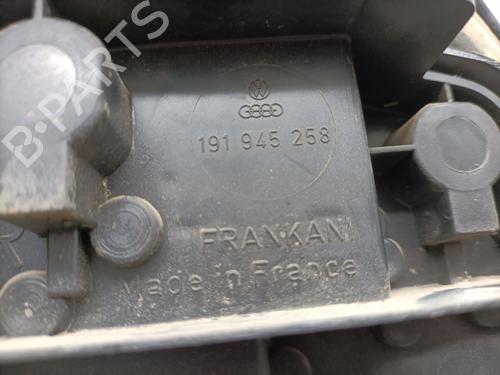 B-PARTS
191 945 258
R
FRANKANI
Made in France